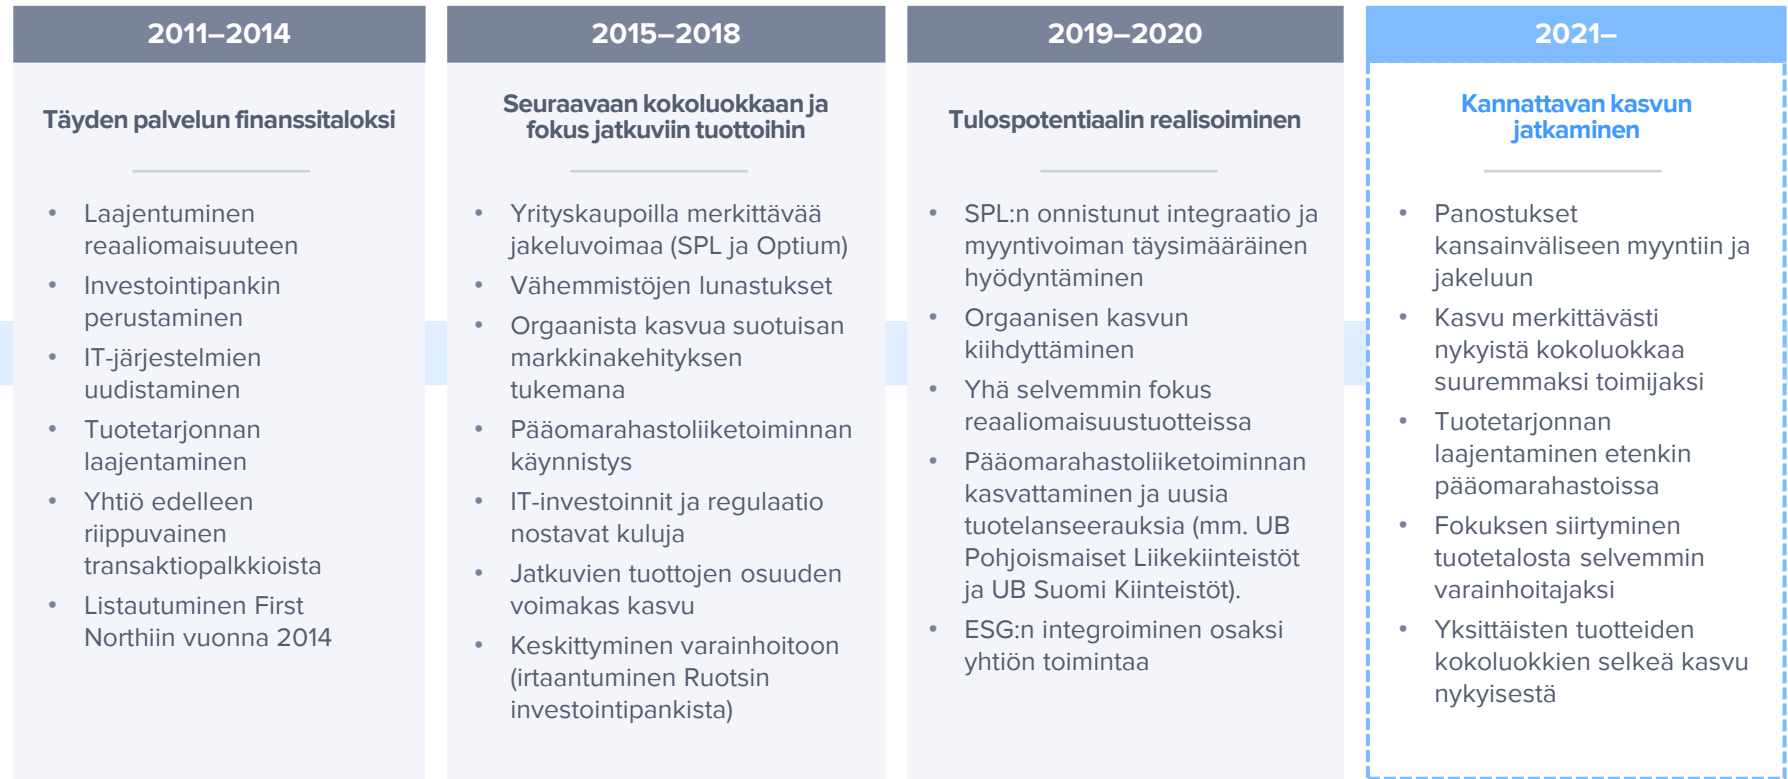 2011–2014
Täyden palvelun finanssitaloksi
• Laajentuminen
reaaliomaisuuteen
• Investointipankin
perustaminen
• IT-järjestelmien
uudistaminen
• Tuotetarjonnan
laajentaminen
• Yhtiö edelleen
riippuvainen
transaktiopalkkioista
• Listautuminen First
Northiin vuonna 2014
2015–2018
Seuraavaan kokoluokkaan ja
fokus jatkuviin tuottoihin
• Yrityskaupoilla merkittävää
jakeluvoimaa (SPL ja Optium)
• Vähemmistöjen lunastukset
• Orgaanista kasvua suotuisan
markkinakehityksen
tukemana
• Pääomarahastoliiketoiminnan
käynnistys
• IT-investoinnit ja regulaatio
nostavat kuluja
• Jatkuvien tuottojen osuuden
voimakas kasvu
• Keskittyminen varainhoitoon
(irtaantuminen Ruotsin
investointipankista)
2019–2020
Tulospotentiaalin realisoiminen
• SPL:n onnistunut integraatio ja
myyntivoiman täysimääräinen
hyödyntäminen
• Orgaanisen kasvun
kiihdyttäminen
• Yhä selvemmin fokus
reaaliomaisuustuotteissa
• Pääomarahastoliiketoiminnan
kasvattaminen ja uusia
tuotelanseerauksia (mm. UB
Pohjoismaiset Liikekiinteistöt
ja UB Suomi Kiinteistöt).
• ESG:n integroiminen osaksi
yhtiön toimintaa
2021–
Kannattavan kasvun
jatkaminen
• Panostukset
kansainväliseen myyntiin ja
jakeluun
• Kasvu merkittävästi
nykyistä kokoluokkaa
suuremmaksi toimijaksi
• Tuotetarjonnan
laajentaminen etenkin
pääomarahastoissa
• Fokuksen siirtyminen
tuotetalosta selvemmin
varainhoitajaksi
• Yksittäisten tuotteiden
kokoluokkien selkeä kasvu
nykyisestä